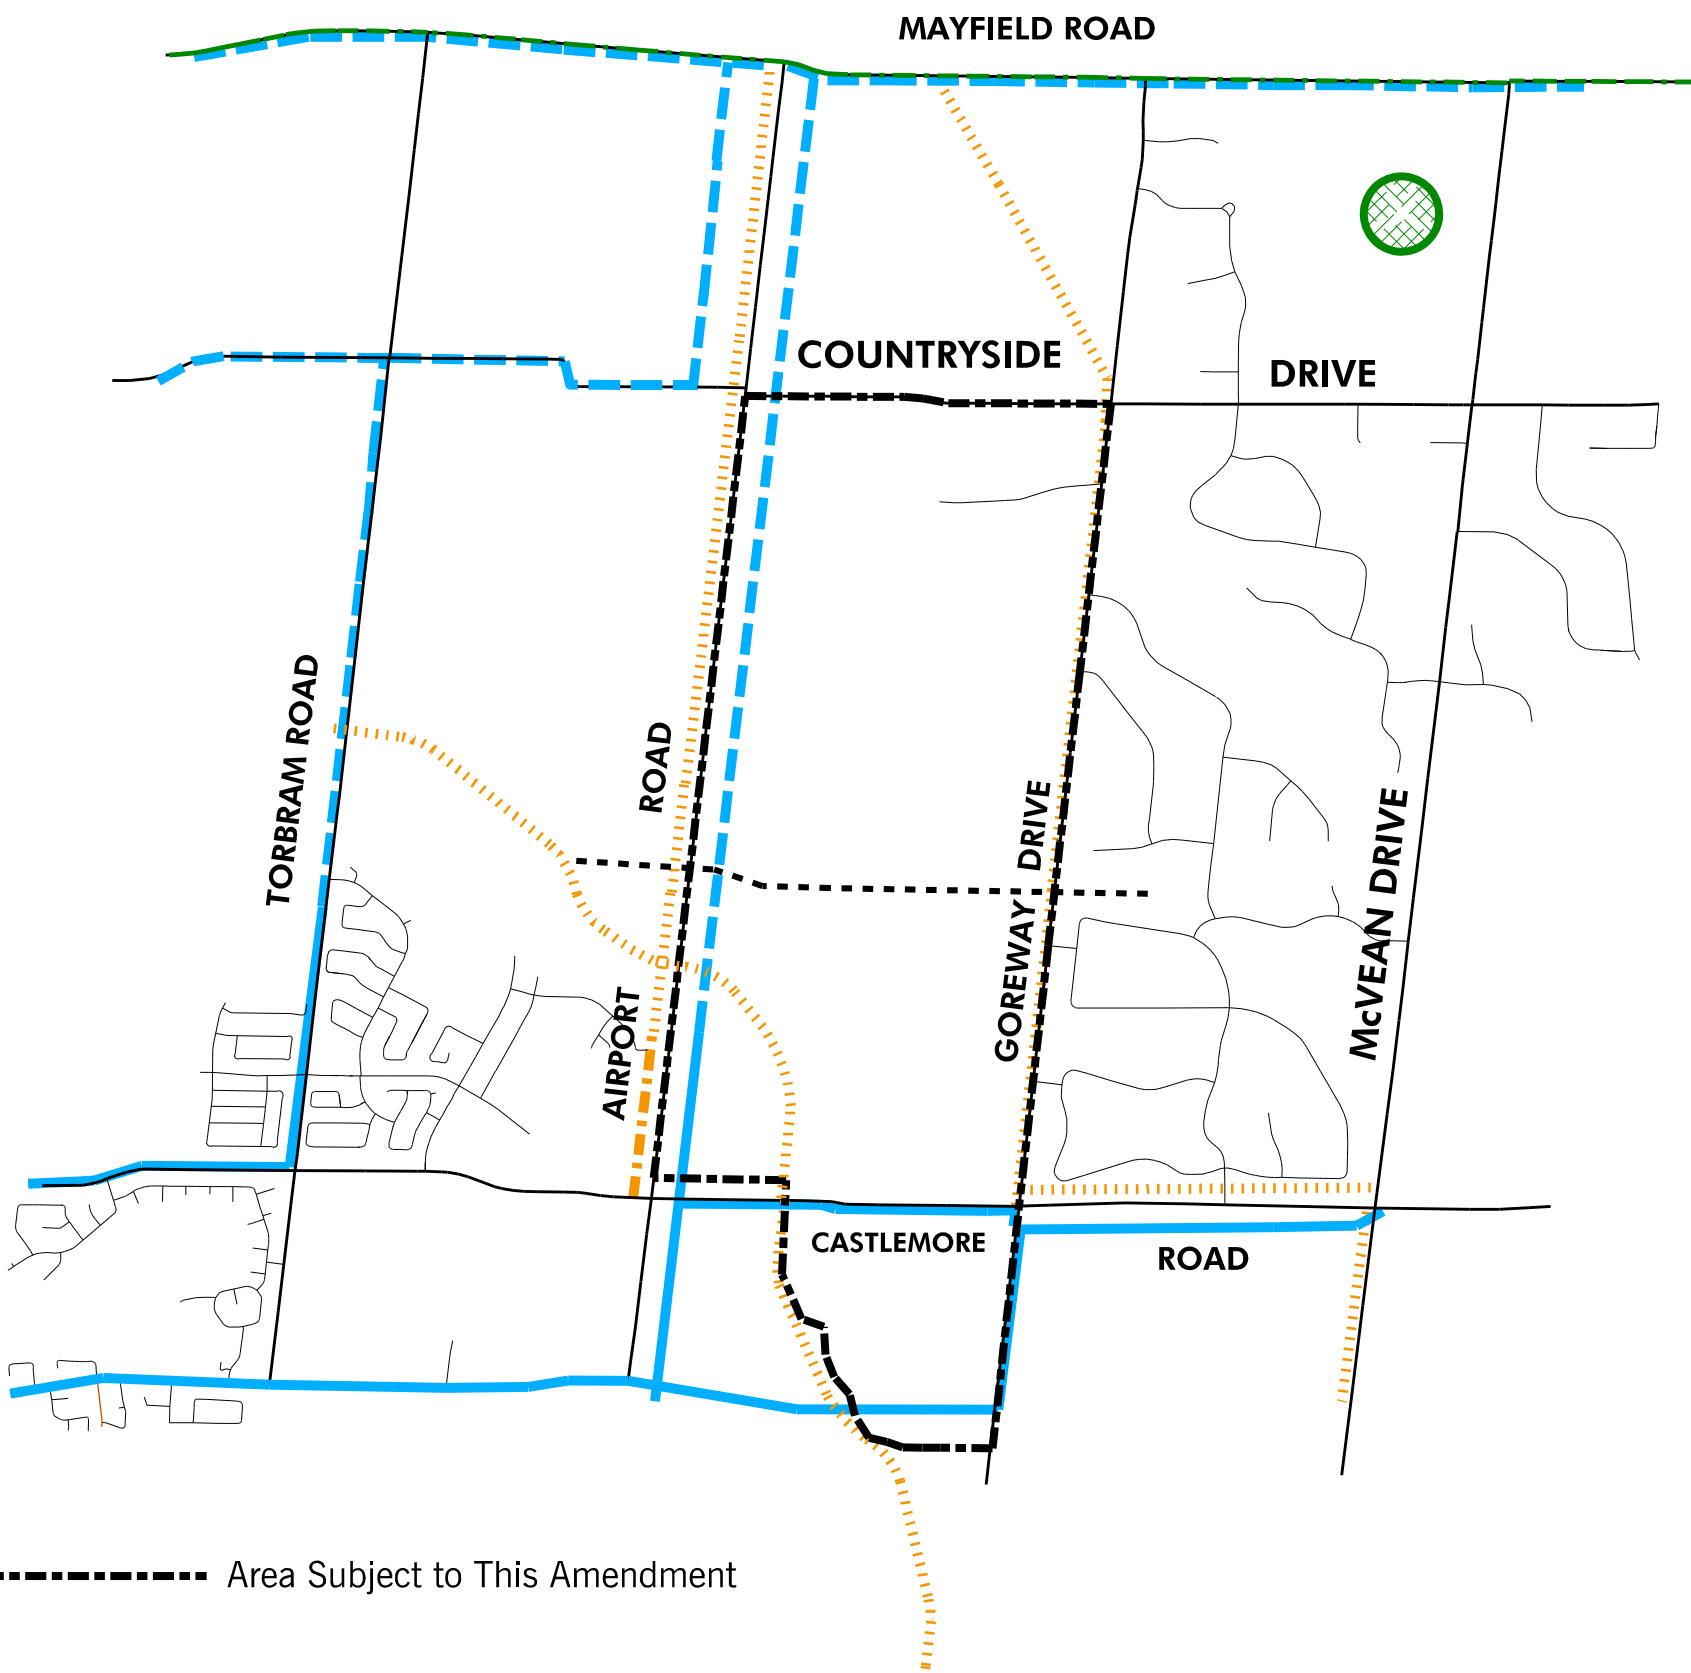 MAYFIELD ROAD
COUNTRYSIDE
DRIVE
TORBRAM ROAD
ROAD
AIRPORT
DRIVE
GOREWAY
McVEAN DRIVE
CASTLEMORE
ROAD
Area Subject to This Amendment